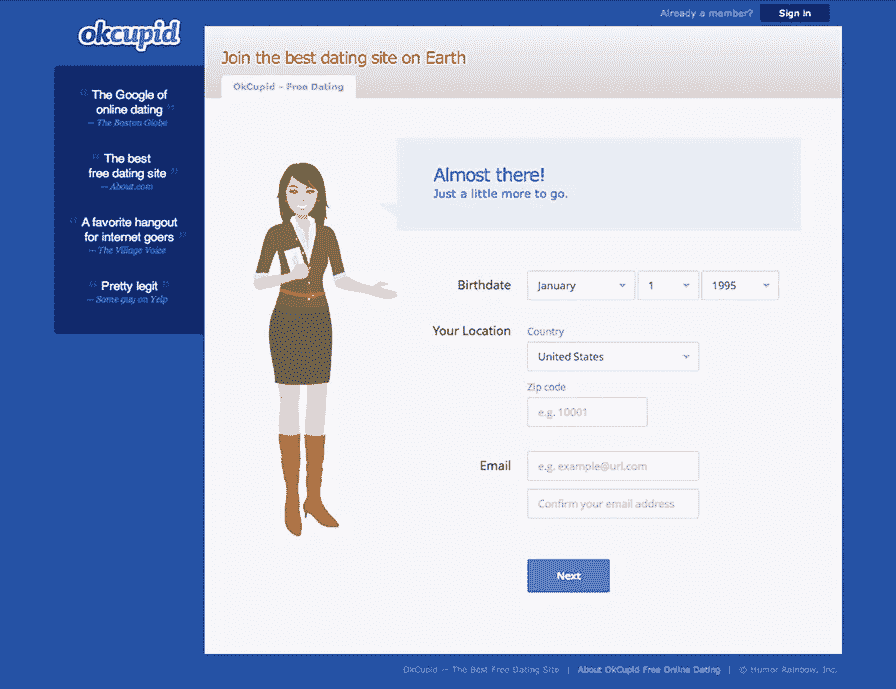 Already a member?
Sign In
okcupid
“ The Google of
online dating ”
– The Boston Globe
“ The best
free dating site ”
– About.com
“ A favorite hangout
for internet goers ”
– The Village Voice
“ Pretty legit ”
– Some guy on Yelp
Join the best dating site on Earth
OkCupid - Free Dating
Almost there!
Just a little more to go.
Birthdate
January
1
1995
Your Location
Country
United States
Zip code
e.g. 10001
Email
e.g. example@url.com
Confirm your email address
Next
OkCupid – The Best Free Dating Site | About OkCupid Free Online Dating | © Humor Rainbow, Inc.